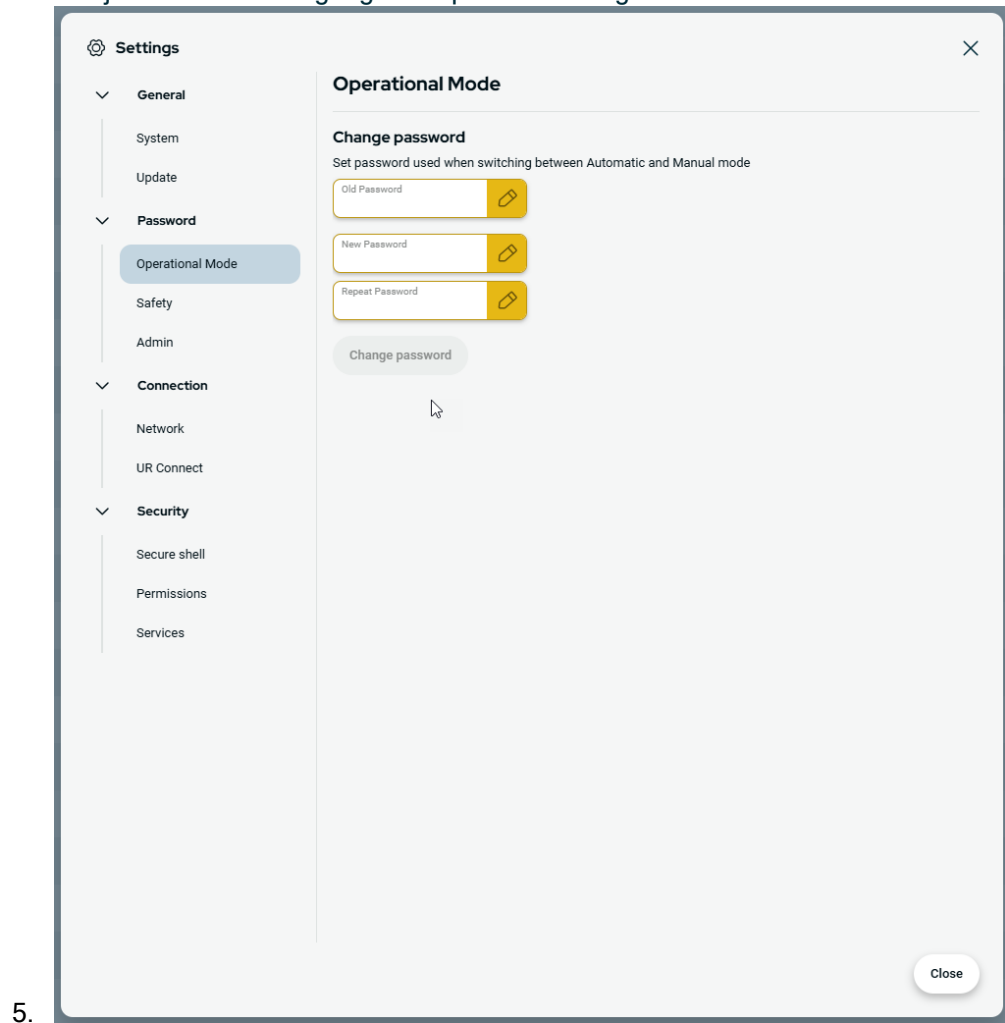 Settings
General
System
Update
Password
Operational Mode
Safety
Admin
Connection
Network
UR Connect
Security
Secure shell
Permissions
Services
Operational Mode
Change password
Set password used when switching between Automatic and Manual mode
Old Password
New Password
Repeat Password
Change password
Close
5.